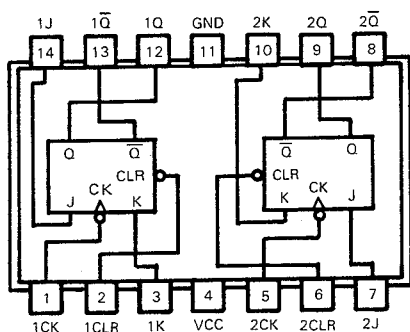 1J 1Q̅ 1Q GND 2K 2Q 2Q̅
14 13 12 11 10 9 8
Q Q̅ Q̅ Q
CLR CLR
CK CK
J K K J
1 2 3 4 5 6 7
1CK 1CLR 1K VCC 2CK 2CLR 2J